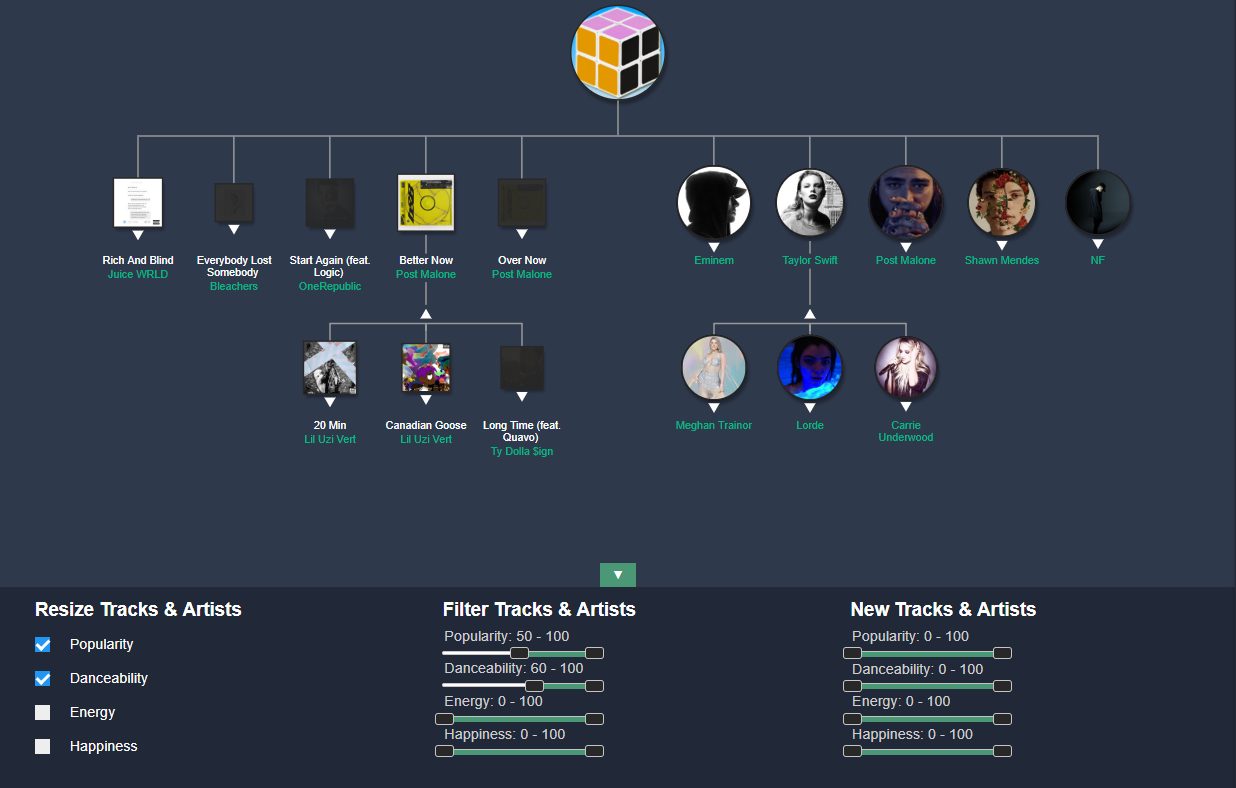 Rich And Blind
Juice WRLD
Everybody Lost
Somebody
Bleachers
Start Again (feat.
Logic)
OneRepublic
Better Now
Post Malone
Over Now
Post Malone
Eminem
Taylor Swift
Post Malone
Shawn Mendes
NF
20 Min
Lil Uzi Vert
Canadian Goose
Lil Uzi Vert
Long Time (feat.
Quavo)
Ty Dolla $ign
Meghan Trainor
Lorde
Carrie
Underwood
Resize Tracks & Artists
Popularity
Danceability
Energy
Happiness
Filter Tracks & Artists
Popularity: 50 - 100
Danceability: 60 - 100
Energy: 0 - 100
Happiness: 0 - 100
New Tracks & Artists
Popularity: 0 - 100
Danceability: 0 - 100
Energy: 0 - 100
Happiness: 0 - 100